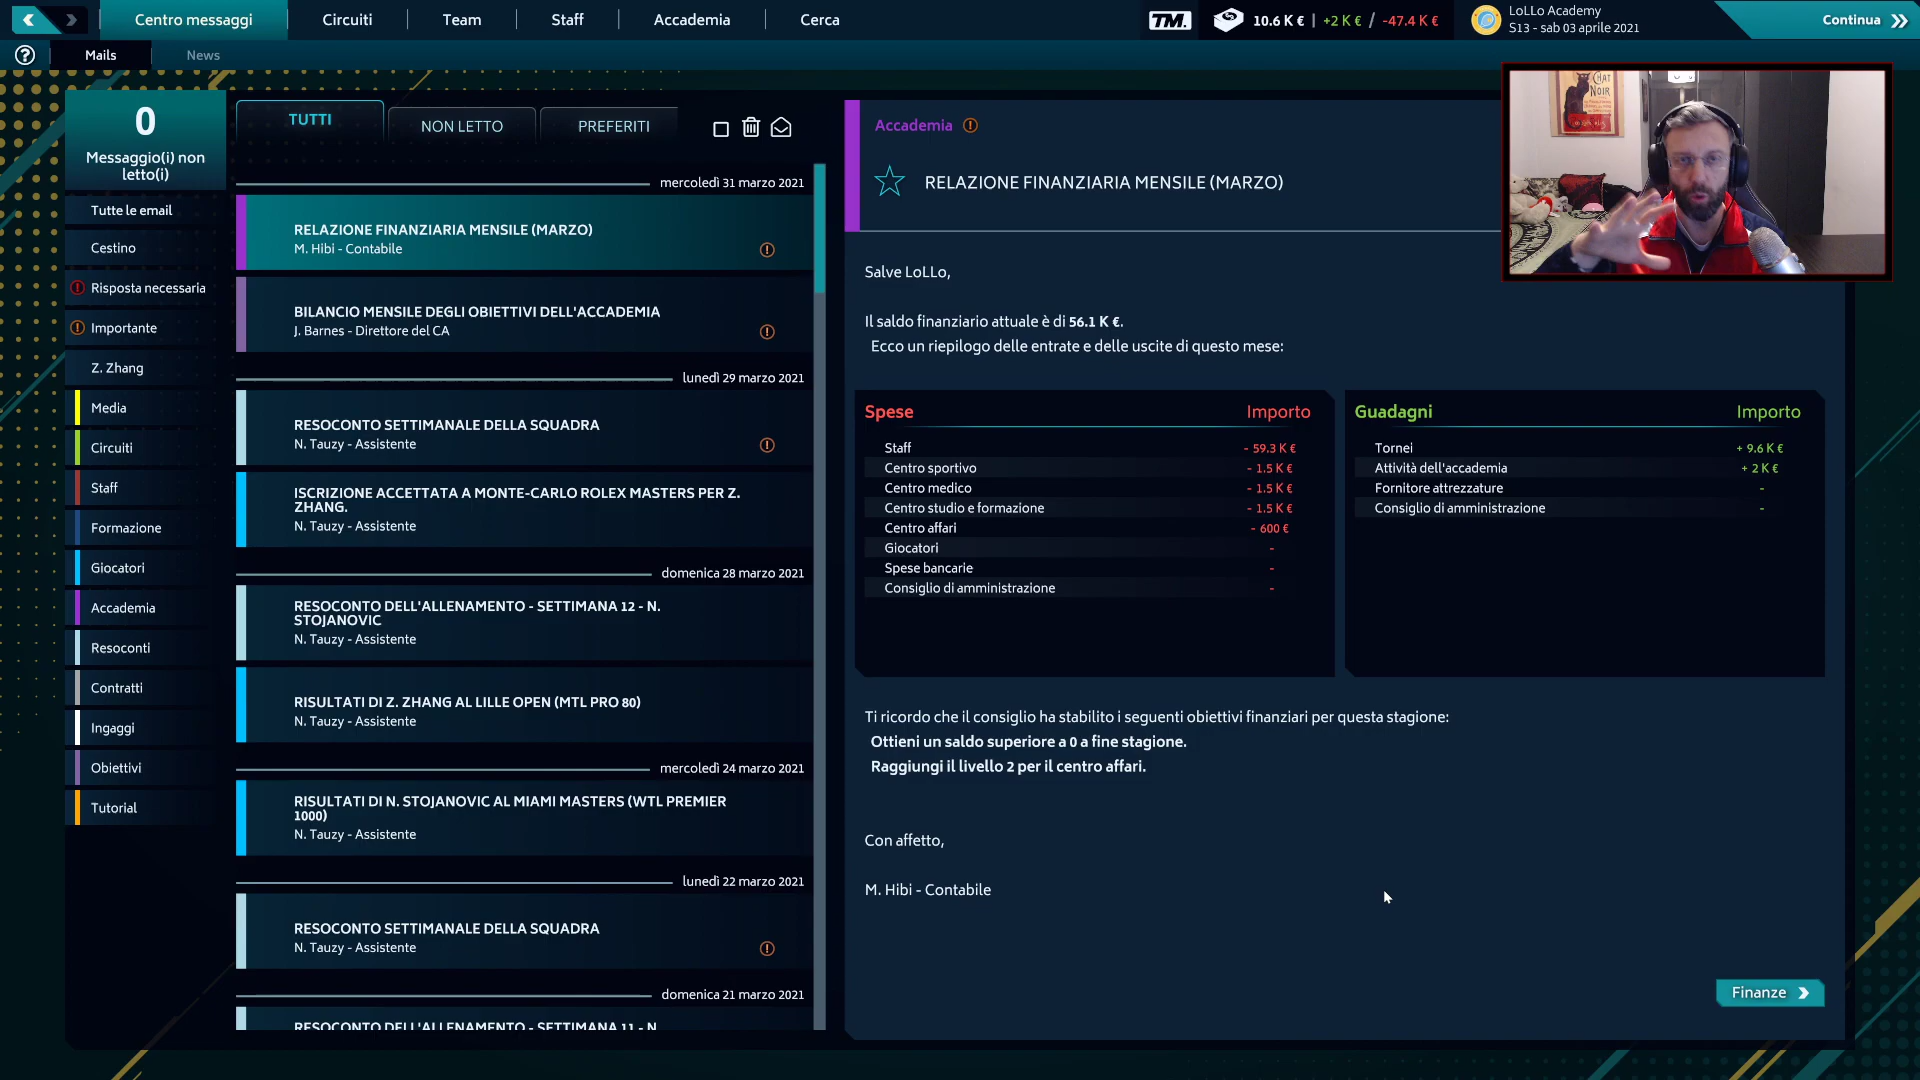 Centro messaggi
Circuiti
Team
Staff
Accademia
Cerca
TM.
10.6 K € | +2 K € / -47.4 K €
LoLLo Academy
S13 - sab 03 aprile 2021
Continua
?
Mails
News
0
Messaggio(i) non
letto(i)
Tutte le email
Cestino
Risposta necessaria
Importante
Z. Zhang
Media
Circuiti
Staff
Formazione
Giocatori
Accademia
Resoconti
Contratti
Ingaggi
Obiettivi
Tutorial
TUTTI
NON LETTO
PREFERITI
mercoledì 31 marzo 2021
RELAZIONE FINANZIARIA MENSILE (MARZO)
M. Hibi - Contabile
BILANCIO MENSILE DEGLI OBIETTIVI DELL'ACCADEMIA
J. Barnes - Direttore del CA
lunedì 29 marzo 2021
RESOCONTO SETTIMANALE DELLA SQUADRA
N. Tauzy - Assistente
ISCRIZIONE ACCETTATA A MONTE-CARLO ROLEX MASTERS PER Z.
ZHANG.
N. Tauzy - Assistente
domenica 28 marzo 2021
RESOCONTO DELL'ALLENAMENTO - SETTIMANA 12 - N.
STOJANOVIC
N. Tauzy - Assistente
RISULTATI DI Z. ZHANG AL LILLE OPEN (MTL PRO 80)
N. Tauzy - Assistente
mercoledì 24 marzo 2021
RISULTATI DI N. STOJANOVIC AL MIAMI MASTERS (WTL PREMIER
1000)
N. Tauzy - Assistente
lunedì 22 marzo 2021
RESOCONTO SETTIMANALE DELLA SQUADRA
N. Tauzy - Assistente
domenica 21 marzo 2021
RESOCONTO DELL'ALLENAMENTO - SETTIMANA 11 - N.
Accademia
RELAZIONE FINANZIARIA MENSILE (MARZO)
CHAT
NOIR
Salve LoLLo,
Il saldo finanziario attuale è di 56.1 K €.
Ecco un riepilogo delle entrate e delle uscite di questo mese:
Spese Importo
Staff - 59.3 K €
Centro sportivo - 1.5 K €
Centro medico - 1.5 K €
Centro studio e formazione - 1.5 K €
Centro affari - 600 €
Giocatori -
Spese bancarie -
Consiglio di amministrazione -
Guadagni Importo
Tornei + 9.6 K €
Attività dell'accademia + 2 K €
Fornitore attrezzature -
Consiglio di amministrazione -
Ti ricordo che il consiglio ha stabilito i seguenti obiettivi finanziari per questa stagione:
Ottieni un saldo superiore a 0 a fine stagione.
Raggiungi il livello 2 per il centro affari.
Con affetto,
M. Hibi - Contabile
Finanze